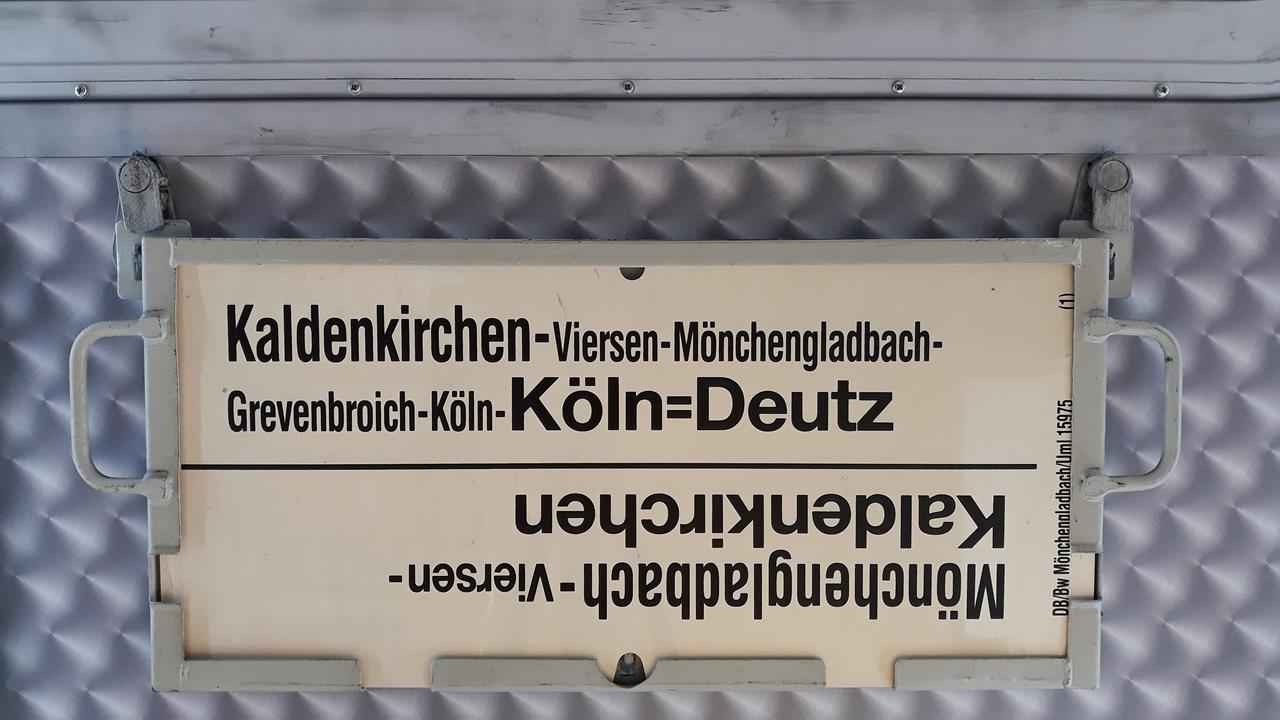 Kaldenkirchen-Viersen-Mönchengladbach-
Grevenbroich-Köln-Köln=Deutz
Mönchengladbach-Viersen-
Kaldenkirchen
DB/Bw Mönchengladbach/Uml 15975
(1)